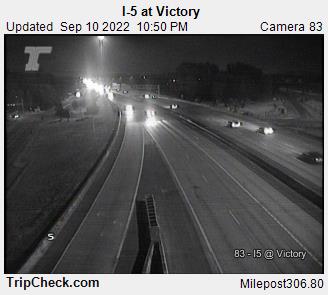 I-5 at Victory
Updated  Sep 10 2022  10:50 PM
Camera 83
T
S
83 - I5 @ Victory
TripCheck.com
Milepost306.80